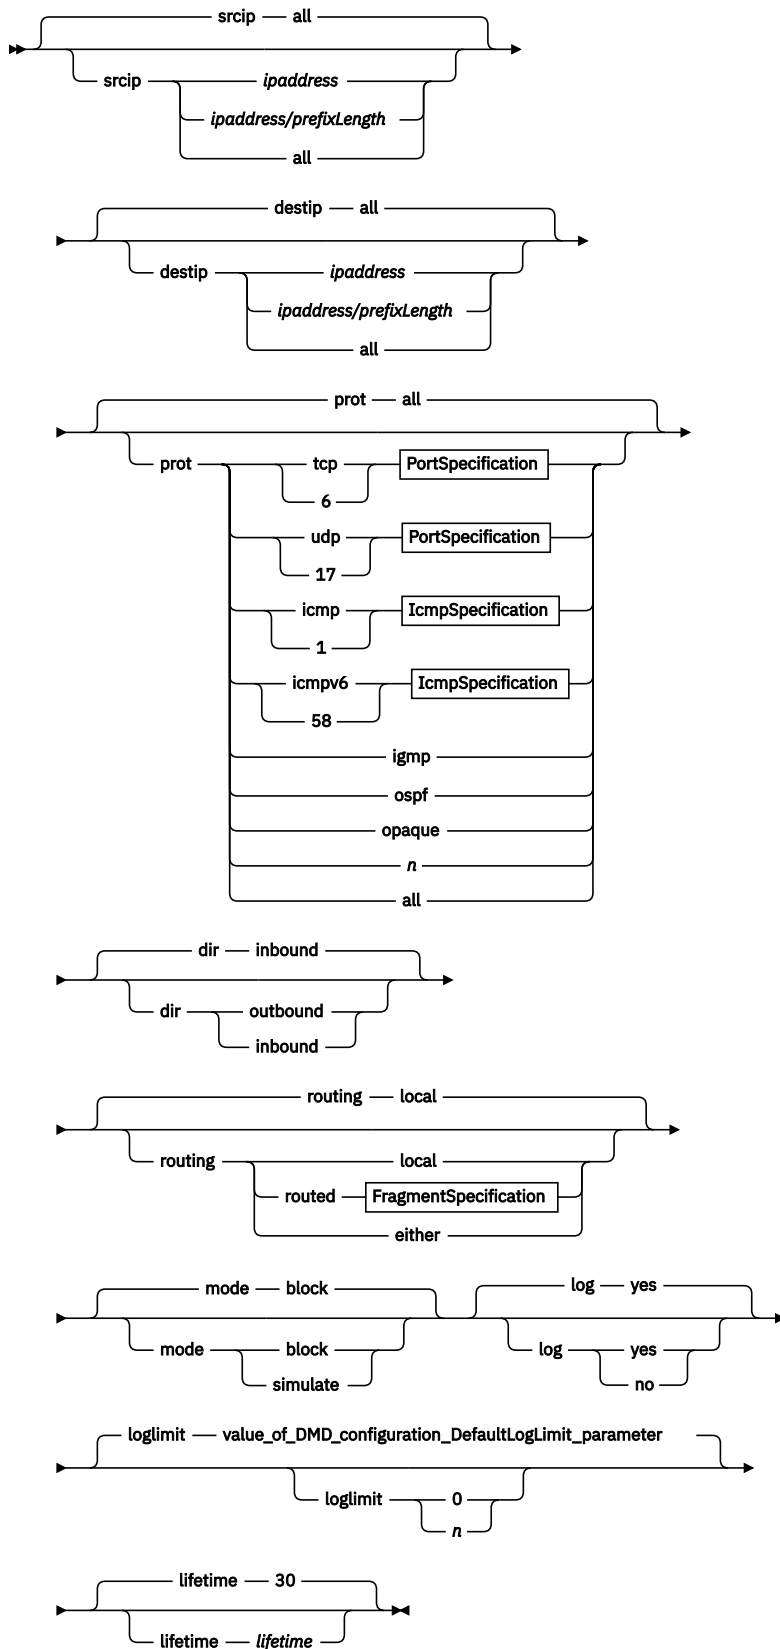 srcip all
srcip ipaddress
ipaddress/prefixLength
all
destip all
destip ipaddress
ipaddress/prefixLength
all
prot all
prot tcp PortSpecification
6
udp PortSpecification
17
icmp IcmpSpecification
1
icmpv6 IcmpSpecification
58
igmp
ospf
opaque
n
all
dir inbound
dir outbound
inbound
routing local
routing local
routed FragmentSpecification
either
mode block log yes
mode block log yes
simulate no
loglimit value_of_DMD_configuration_DefaultLogLimit_parameter
loglimit 0
n
lifetime 30
lifetime lifetime